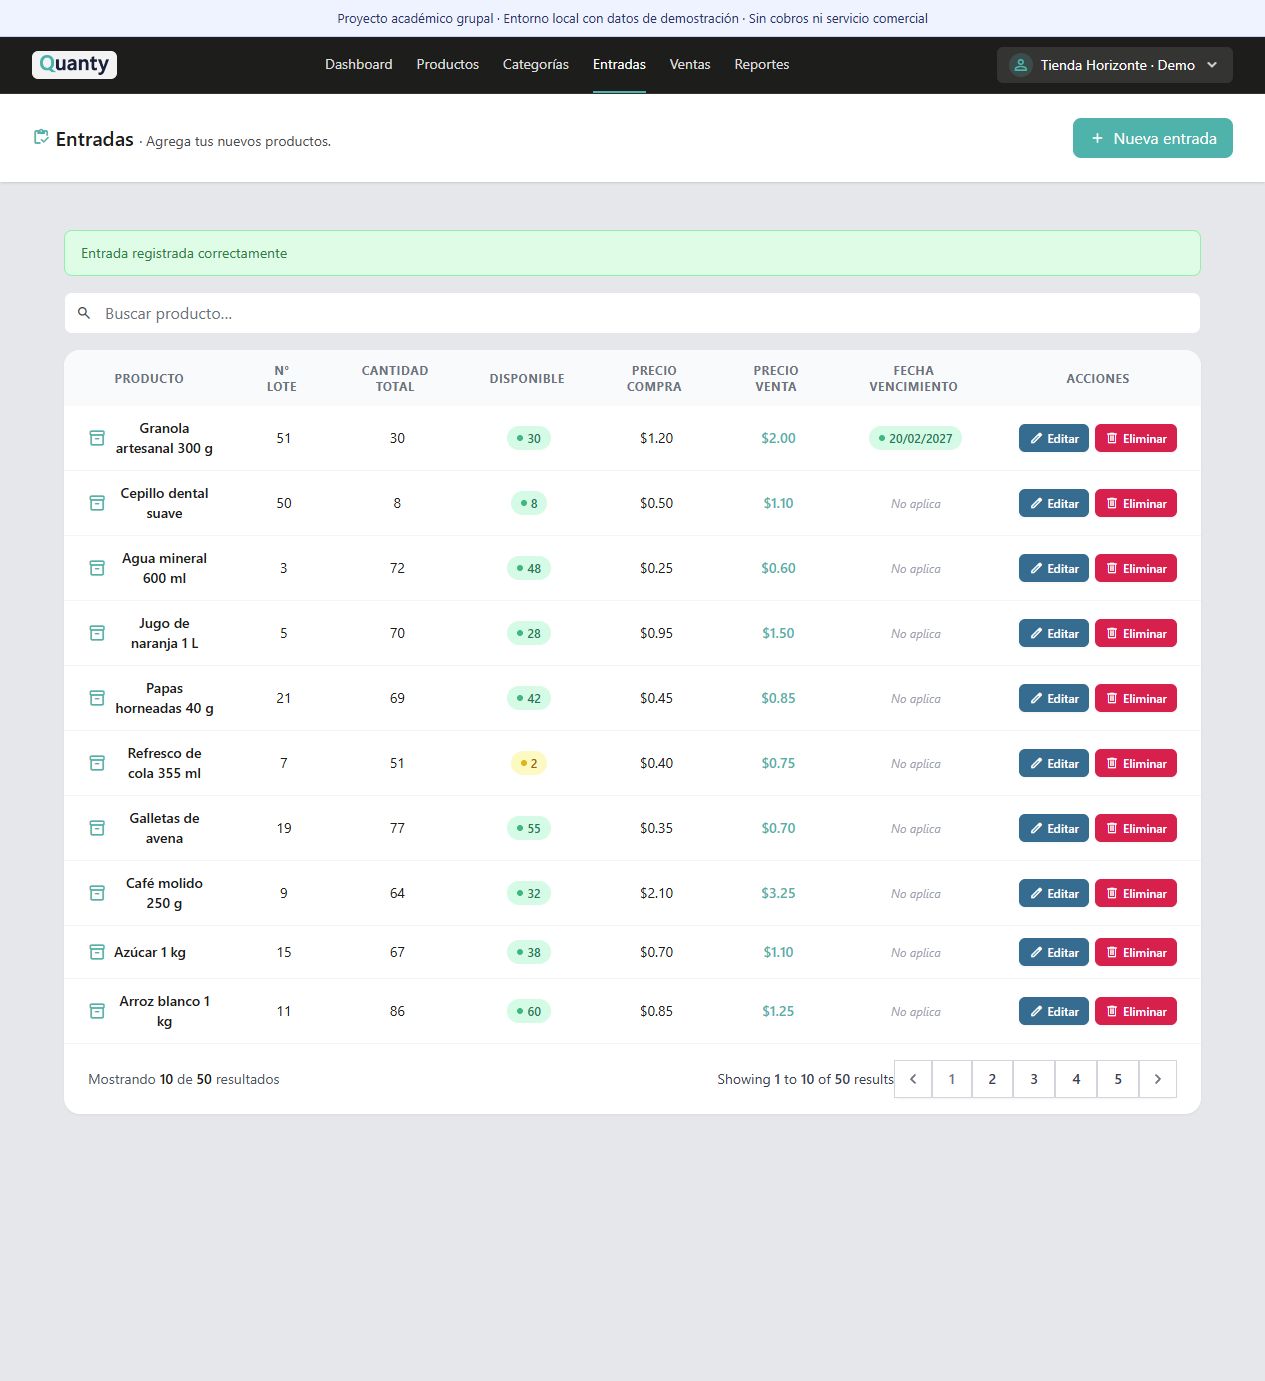 Proyecto académico grupal · Entorno local con datos de demostración · Sin cobros ni servicio comercial
Quanty
Dashboard
Productos
Categorías
Entradas
Ventas
Reportes
Tienda Horizonte · Demo
Entradas · Agrega tus nuevos productos.
+ Nueva entrada
Entrada registrada correctamente
Buscar producto...
PRODUCTO
N°
LOTE
CANTIDAD
TOTAL
DISPONIBLE
PRECIO
COMPRA
PRECIO
VENTA
FECHA
VENCIMIENTO
ACCIONES
Granola
artesanal 300 g
51
30
30
$1.20
$2.00
20/02/2027
Editar
Eliminar
Cepillo dental
suave
50
8
8
$0.50
$1.10
No aplica
Editar
Eliminar
Agua mineral
600 ml
3
72
48
$0.25
$0.60
No aplica
Editar
Eliminar
Jugo de
naranja 1 L
5
70
28
$0.95
$1.50
No aplica
Editar
Eliminar
Papas
horneadas 40 g
21
69
42
$0.45
$0.85
No aplica
Editar
Eliminar
Refresco de
cola 355 ml
7
51
2
$0.40
$0.75
No aplica
Editar
Eliminar
Galletas de
avena
19
77
55
$0.35
$0.70
No aplica
Editar
Eliminar
Café molido
250 g
9
64
32
$2.10
$3.25
No aplica
Editar
Eliminar
Azúcar 1 kg
15
67
38
$0.70
$1.10
No aplica
Editar
Eliminar
Arroz blanco 1
kg
11
86
60
$0.85
$1.25
No aplica
Editar
Eliminar
Mostrando 10 de 50 resultados
Showing 1 to 10 of 50 results
1
2
3
4
5